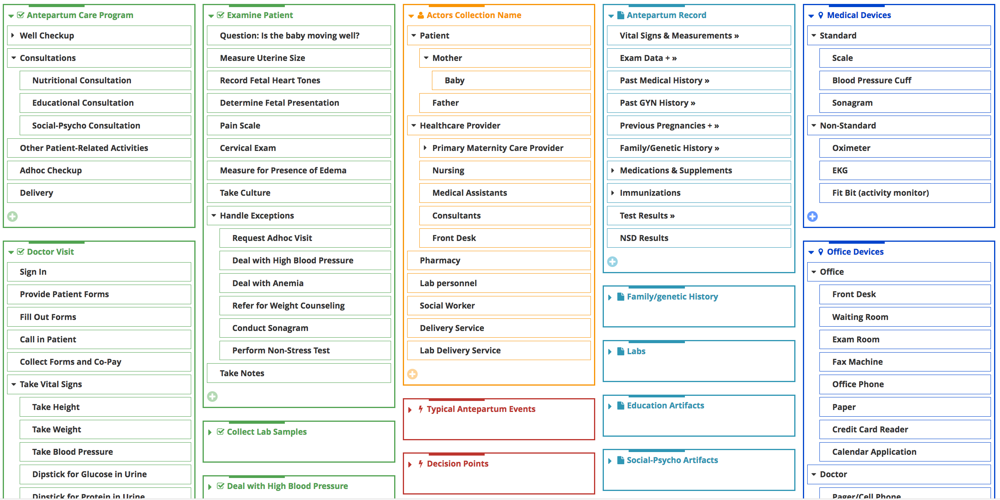 Antepartum Care Program
Well Checkup
Consultations
Nutritional Consultation
Educational Consultation
Social-Psycho Consultation
Other Patient-Related Activities
Adhoc Checkup
Delivery
Doctor Visit
Sign In
Provide Patient Forms
Fill Out Forms
Call in Patient
Collect Forms and Co-Pay
Take Vital Signs
Take Height
Take Weight
Take Blood Pressure
Dipstick for Glucose in Urine
Dipstick for Protein in Urine
Examine Patient
Question: Is the baby moving well?
Measure Uterine Size
Record Fetal Heart Tones
Determine Fetal Presentation
Pain Scale
Cervical Exam
Measure for Presence of Edema
Take Culture
Handle Exceptions
Request Adhoc Visit
Deal with High Blood Pressure
Deal with Anemia
Refer for Weight Counseling
Conduct Sonagram
Perform Non-Stress Test
Take Notes
Collect Lab Samples
Deal with High Blood Pressure
Actors Collection Name
Patient
Mother
Baby
Father
Healthcare Provider
Primary Maternity Care Provider
Nursing
Medical Assistants
Consultants
Front Desk
Pharmacy
Lab personnel
Social Worker
Delivery Service
Lab Delivery Service
Typical Antepartum Events
Decision Points
Antepartum Record
Vital Signs & Measurements »
Exam Data + »
Past Medical History »
Past GYN History »
Previous Pregnancies + »
Family/Genetic History »
Medications & Supplements
Immunizations
Test Results »
NSD Results
Family/genetic History
Labs
Education Artifacts
Social-Psycho Artifacts
Medical Devices
Standard
Scale
Blood Pressure Cuff
Sonagram
Non-Standard
Oximeter
EKG
Fit Bit (activity monitor)
Office Devices
Office
Front Desk
Waiting Room
Exam Room
Fax Machine
Office Phone
Paper
Credit Card Reader
Calendar Application
Doctor
Pager/Cell Phone